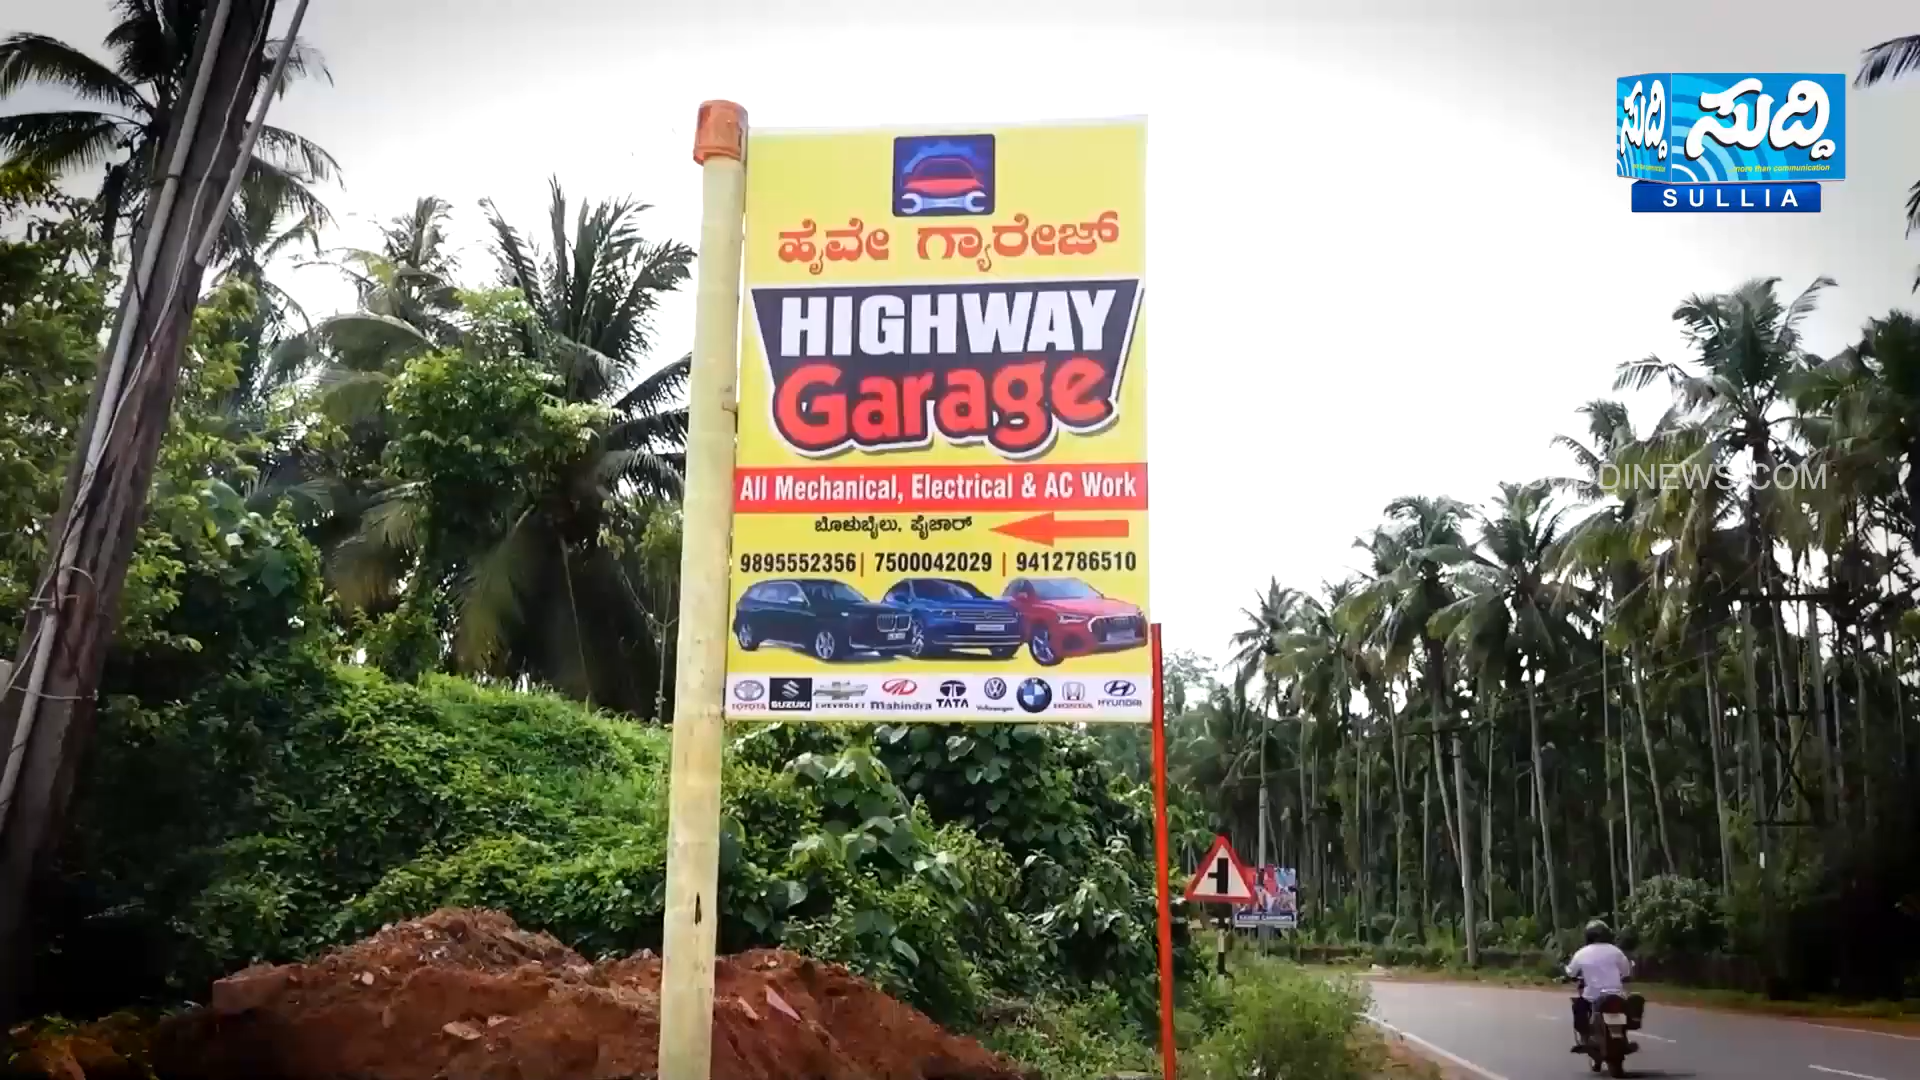 ಹೈವೇ ಗ್ಯಾರೇಜ್
HIGHWAY
Garage
All Mechanical, Electrical & AC Work
ಬೊಳುಬೈಲು, ಪೈಚಾರ್
9895552356 | 7500042029 | 9412786510
TOYOTA SUZUKI CHEVROLET Mahindra TATA Volkswagen HONDA HYUNDAI
ಸುದ್ದಿ ಸುದ್ದಿ
more than communication
SULLIA
SUDDINEWS.COM